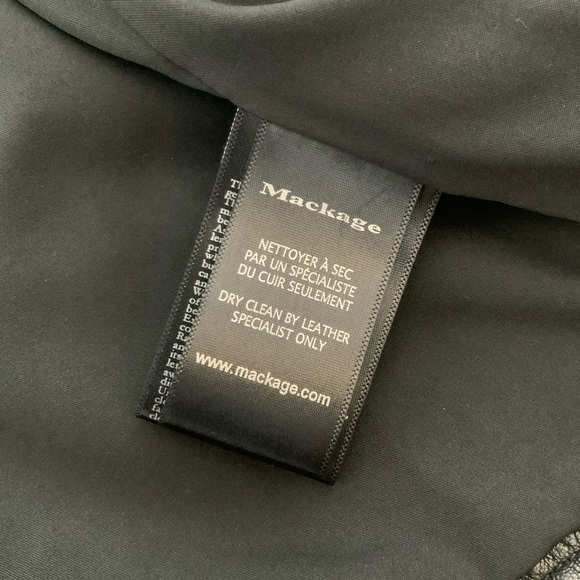 Mackage
NETTOYER À SEC
PAR UN SPÉCIALISTE
DU CUIR SEULEMENT
DRY CLEAN BY LEATHER
SPECIALIST ONLY
www.mackage.com